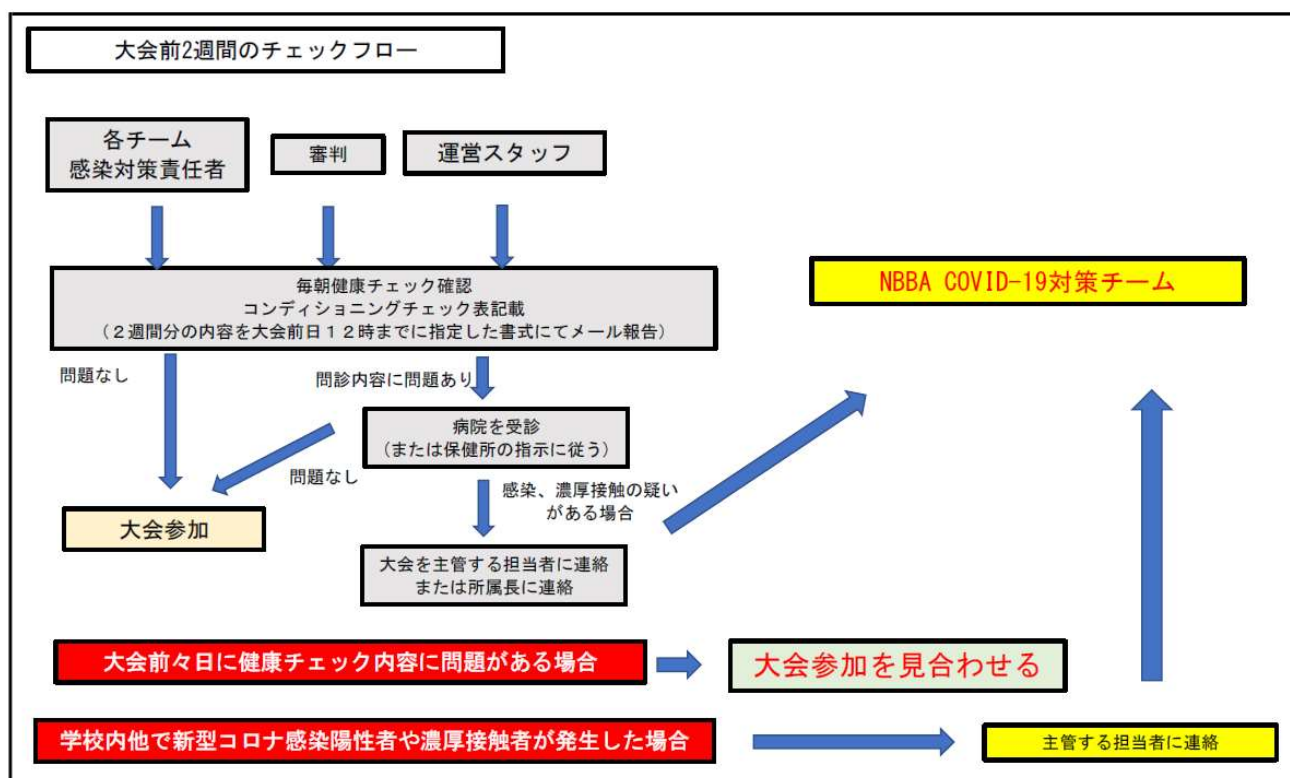 大会前2週間のチェックフロー
各チーム
感染対策責任者
審判
運営スタッフ
毎朝健康チェック確認
コンディショニングチェック表記載
（２週間分の内容を大会前日１２時までに指定した書式にてメール報告）
NBBA COVID-19対策チーム
問題なし
問診内容に問題あり
病院を受診
（または保健所の指示に従う）
問題なし
感染、濃厚接触の疑い
がある場合
大会参加
大会を主管する担当者に連絡
または所属長に連絡
大会前々日に健康チェック内容に問題がある場合
大会参加を見合わせる
学校内他で新型コロナ感染陽性者や濃厚接触者が発生した場合
主管する担当者に連絡